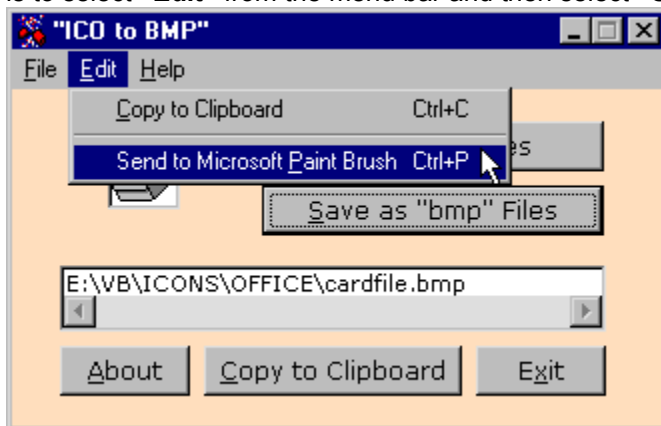 is to select "Edit" from the menu bar and then select "S
"ICO to BMP"
File Edit Help
Copy to Clipboard Ctrl+C
Send to Microsoft Paint Brush Ctrl+P
Save as "bmp" Files
E:\VB\ICONS\OFFICE\cardfile.bmp
About Copy to Clipboard Exit